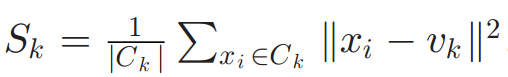 $S_k = \frac{1}{|C_k|} \sum_{x_i \in C_k} \|x_i - v_k\|^2$